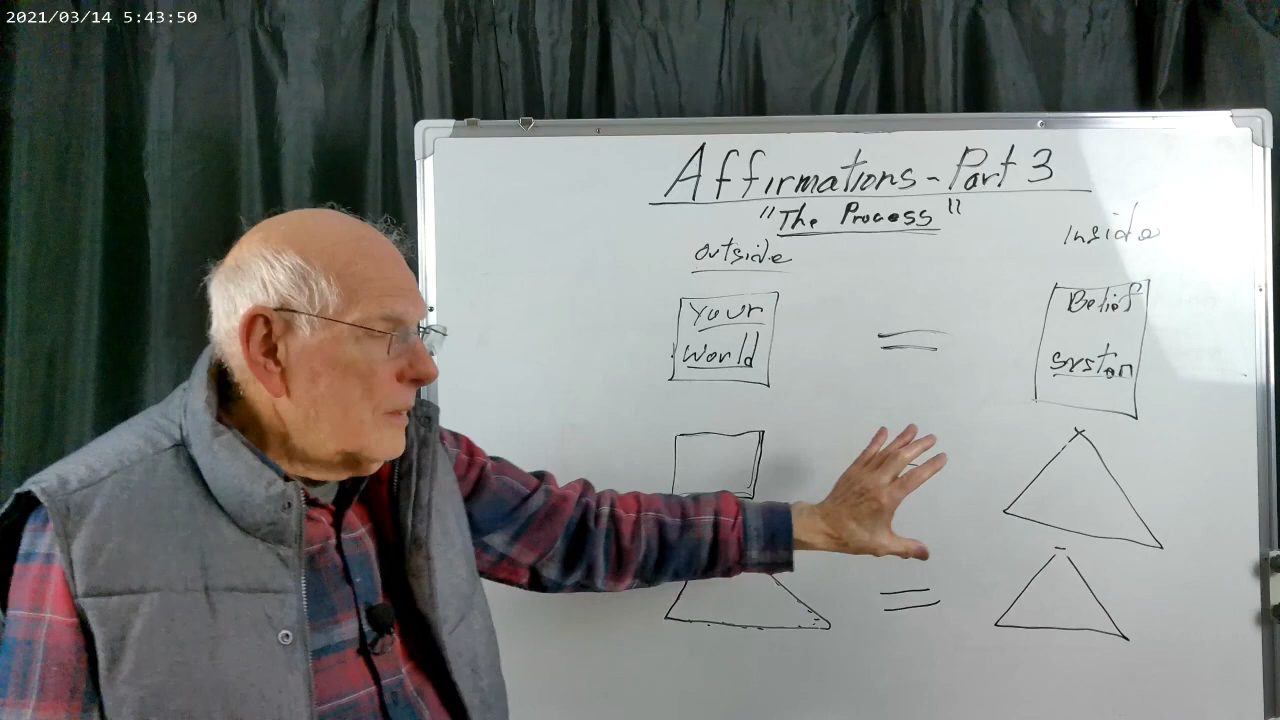 2021/03/14 5:43:50
Affirmations - Part 3
"The Process"
Outside
Inside
Your
World
=
Belief
System
=